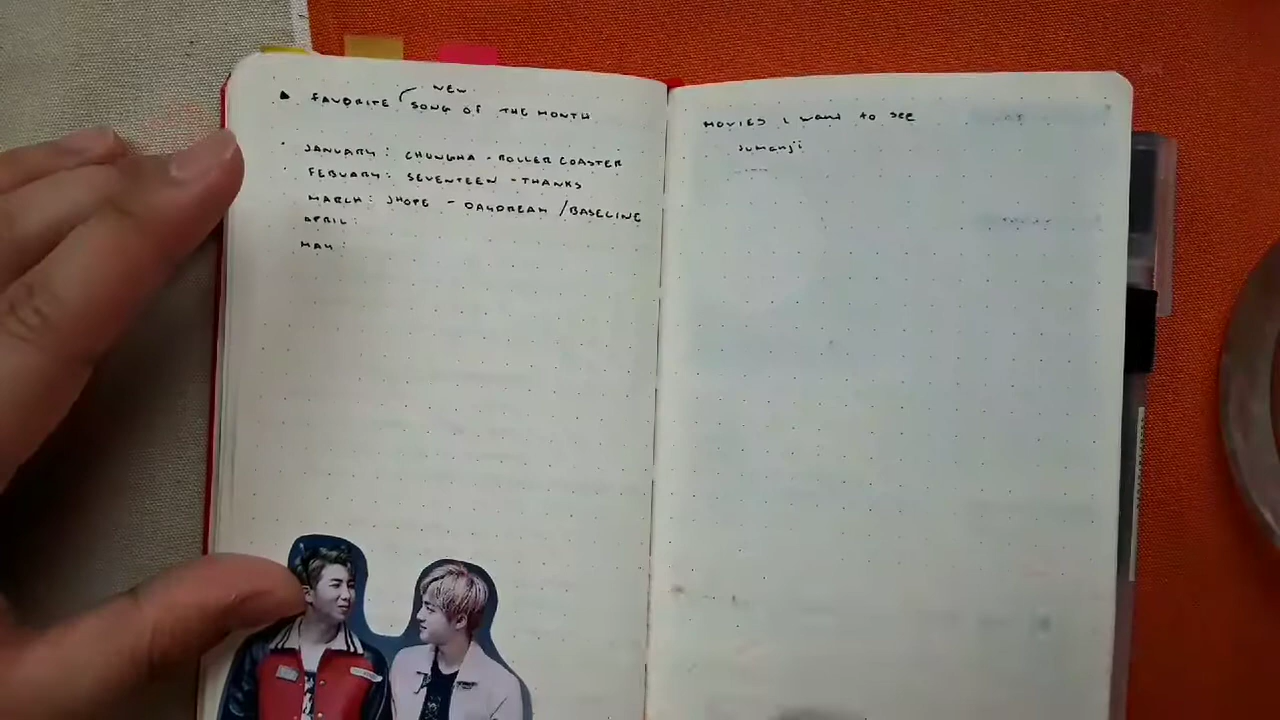 NEW
FAVORITE SONG OF THE MONTH
JANUARY: CHUNGHA - ROLLER COASTER
FEBUARY: SEVENTEEN - THANKS
MARCH: JHOPE - DAYDREAM / BASELINE
APRIL:
MAY:
MOVIES I WANT TO SEE
Jumanji